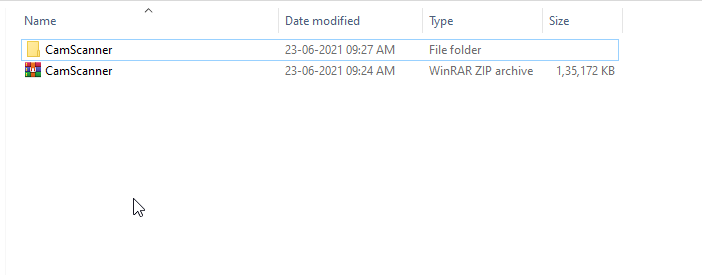 Name Date modified Type Size
CamScanner 23-06-2021 09:27 AM File folder
CamScanner 23-06-2021 09:24 AM WinRAR ZIP archive 1,35,172 KB